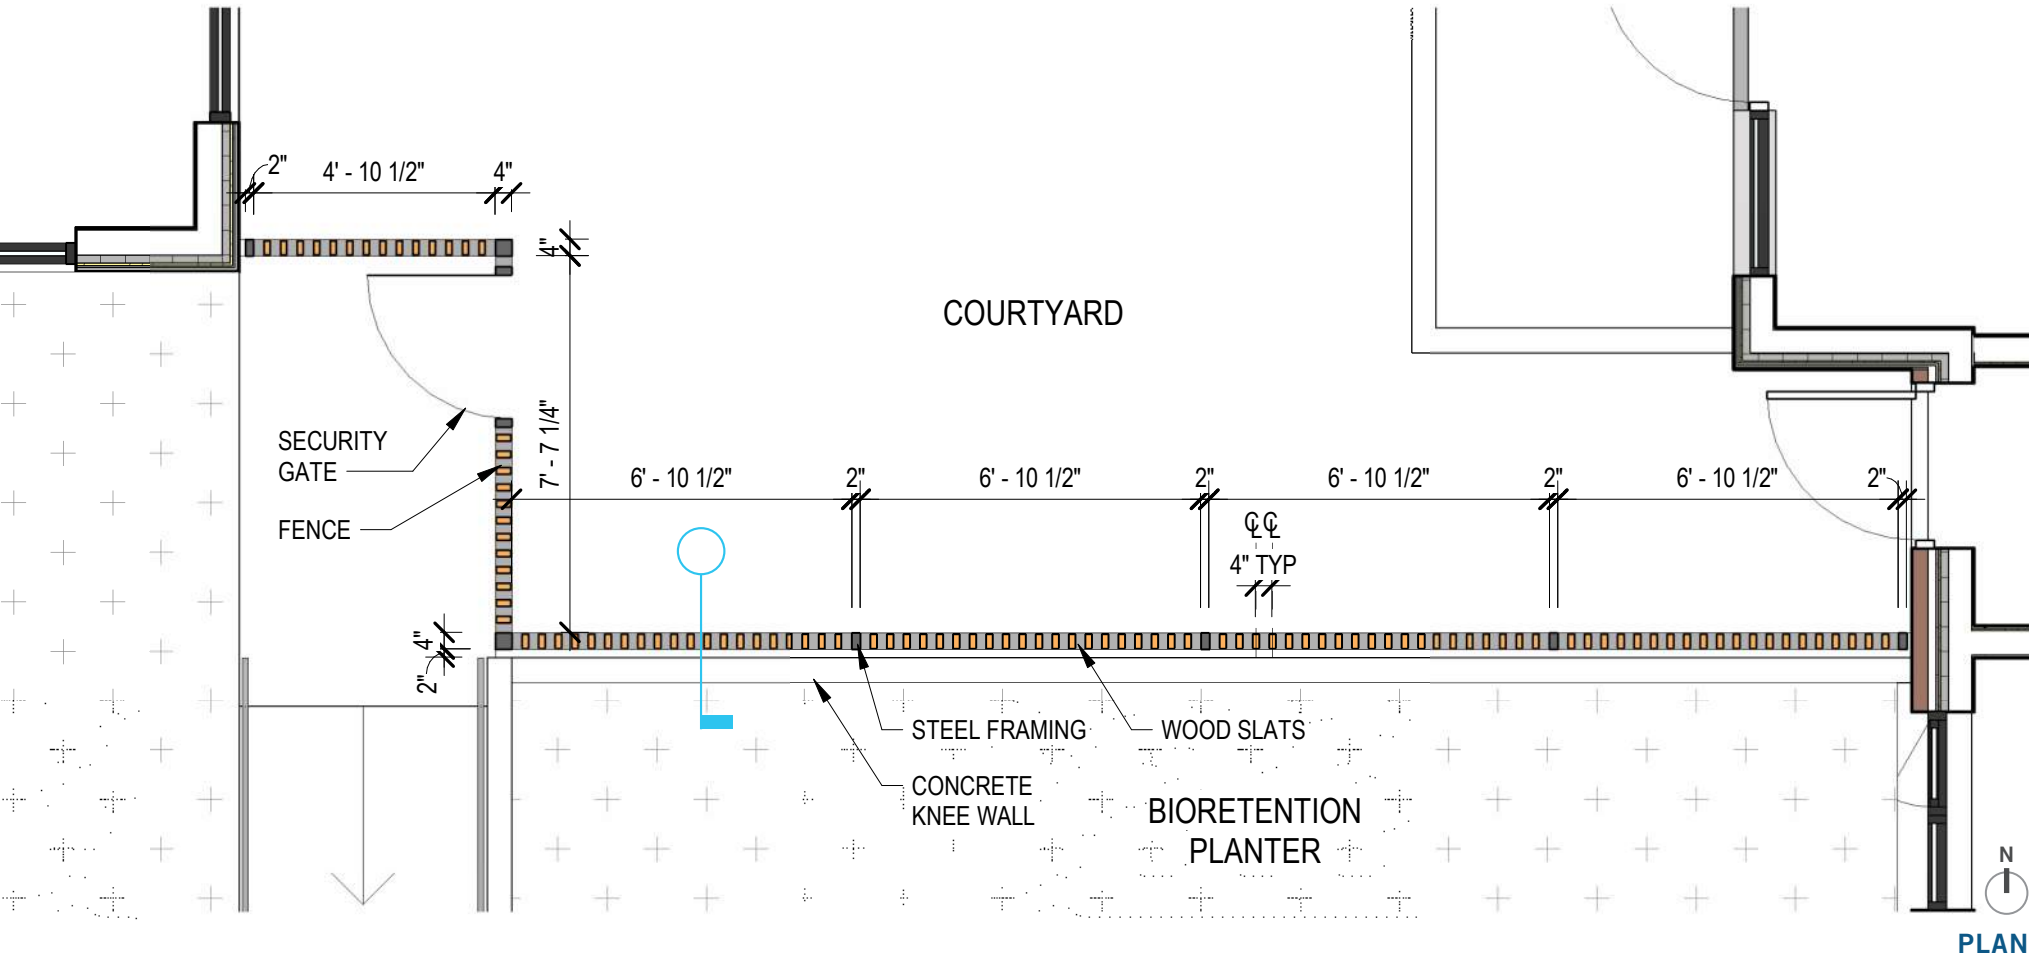 2" 4' - 10 1/2" 4"
4"
COURTYARD
SECURITY
GATE
FENCE
7' - 7 1/4"
6' - 10 1/2" 2" 6' - 10 1/2" 2" 6' - 10 1/2" 2" 6' - 10 1/2" 2"
℄ ℄
4" TYP
4"
2"
STEEL FRAMING
WOOD SLATS
CONCRETE
KNEE WALL
BIORETENTION
PLANTER
N
PLAN